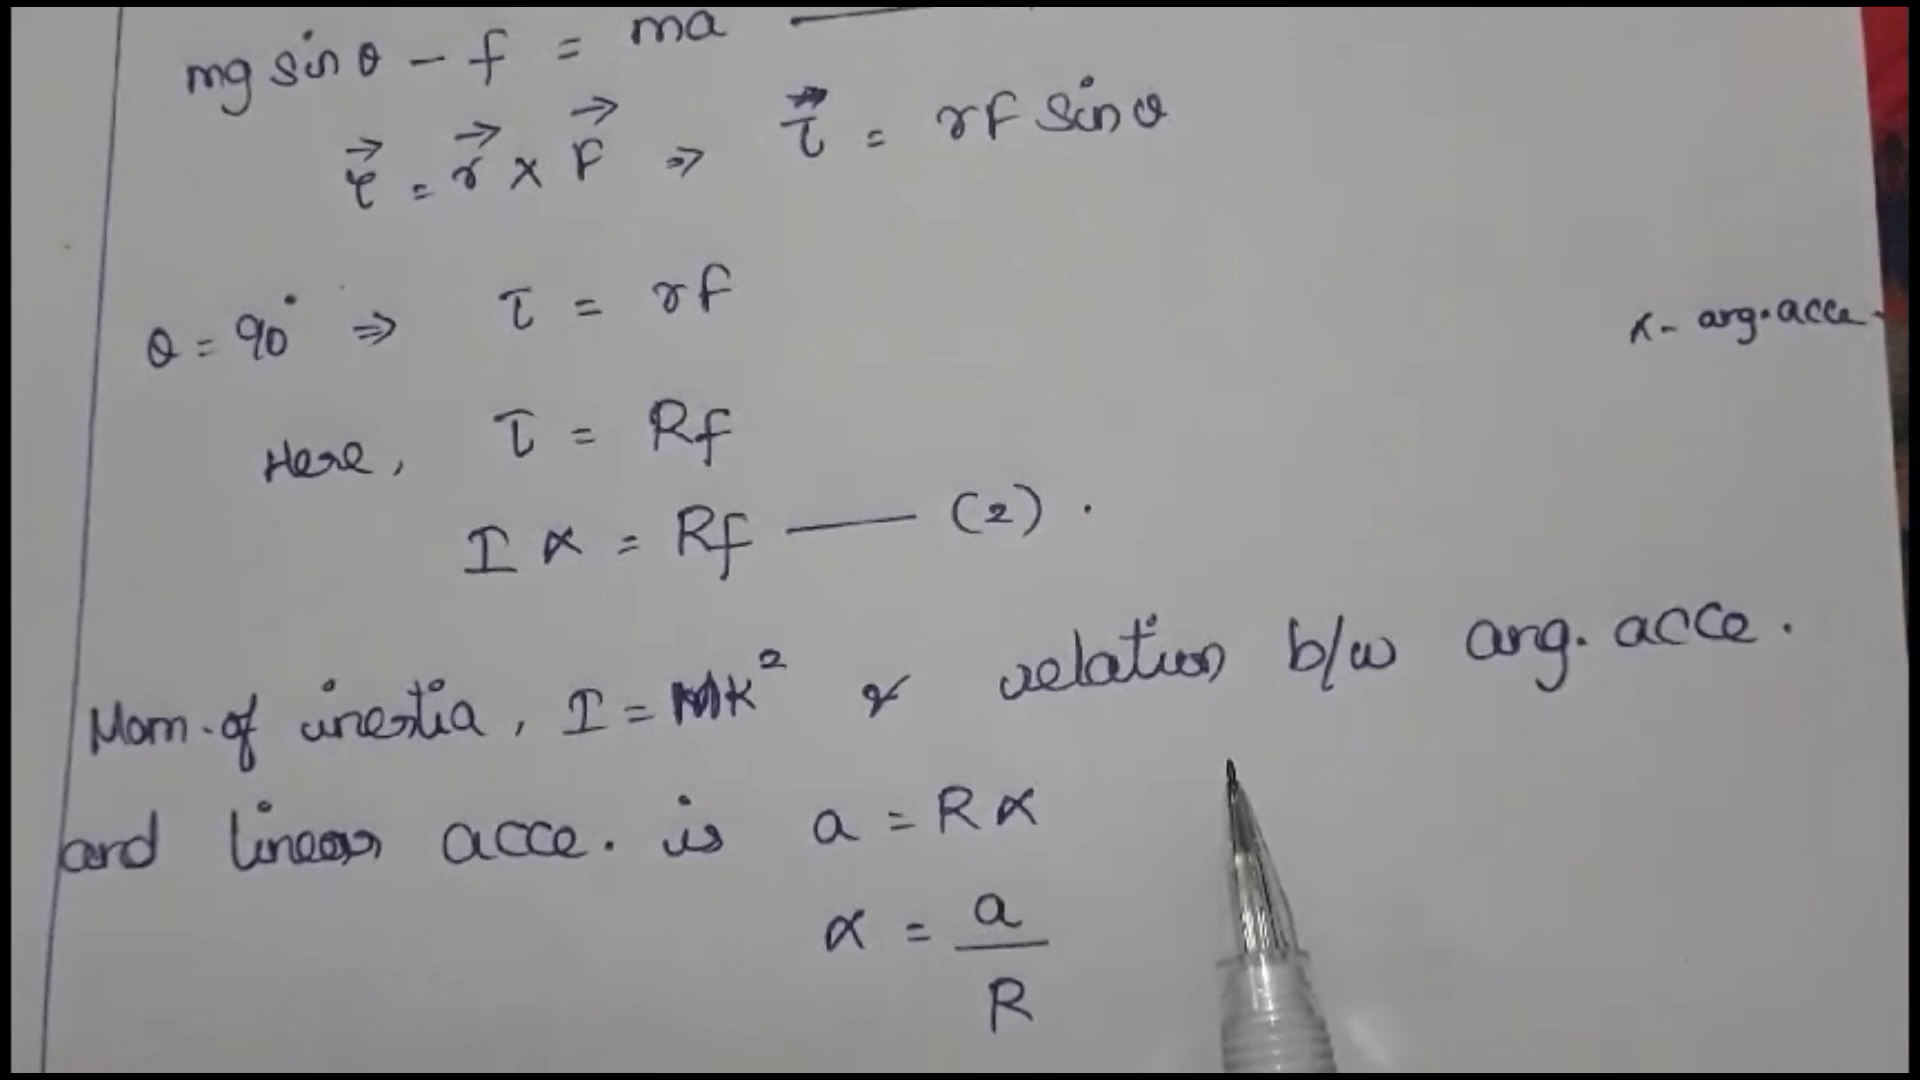 mg sin θ − f = ma ———
τ⃗ = r⃗ × F⃗ ⇒ τ⃗ = rF sin θ
θ = 90° ⇒ τ = rf
α - ang. acce.
Here, τ = Rf
I α = Rf —— (2).
Mom. of inertia, I = MK² & relation b/w ang. acce.
and linear acce. is a = Rα
α = a/R